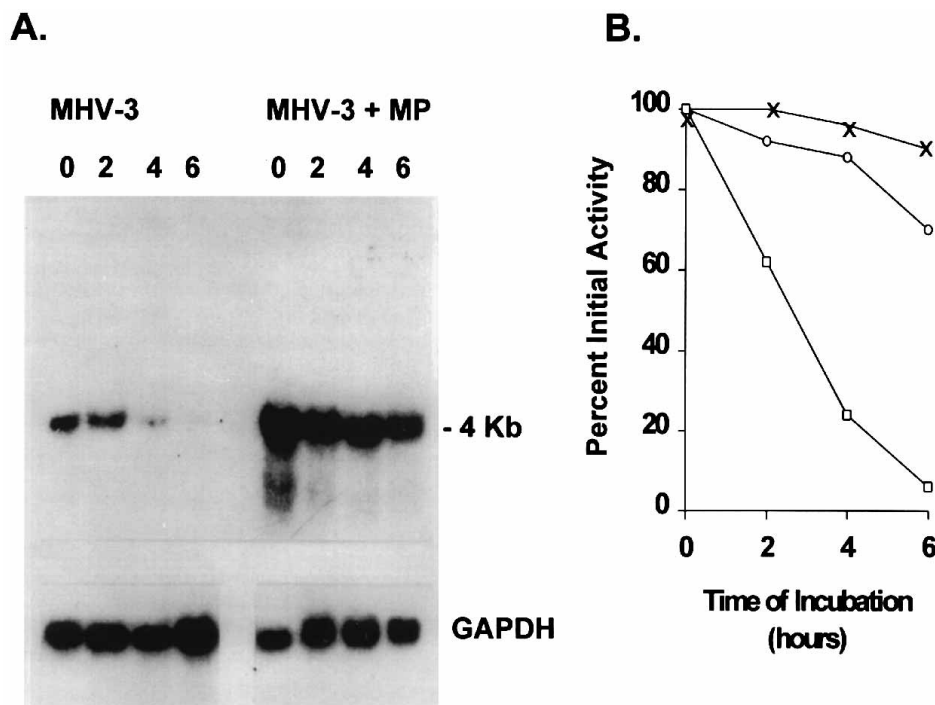 A.
MHV-3 MHV-3 + MP
0 2 4 6 0 2 4 6
- 4 Kb
GAPDH
B.
Percent Initial Activity
100
80
60
40
20
0
0 2 4 6
Time of Incubation
(hours)